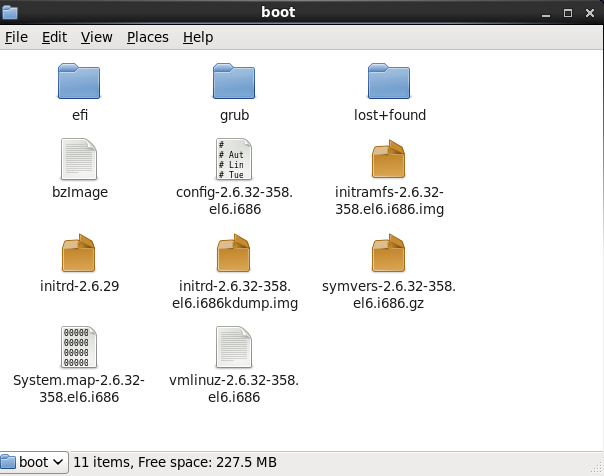 boot
File Edit View Places Help
efi
grub
lost+found
bzImage
#
# Aut
# Lin
# Tue
config-2.6.32-358.
el6.i686
initramfs-2.6.32-
358.el6.i686.img
initrd-2.6.29
initrd-2.6.32-358.
el6.i686kdump.img
symvers-2.6.32-358.
el6.i686.gz
00000
00000
00000
00000
System.map-2.6.32-
358.el6.i686
vmlinuz-2.6.32-358.
el6.i686
boot 11 items, Free space: 227.5 MB